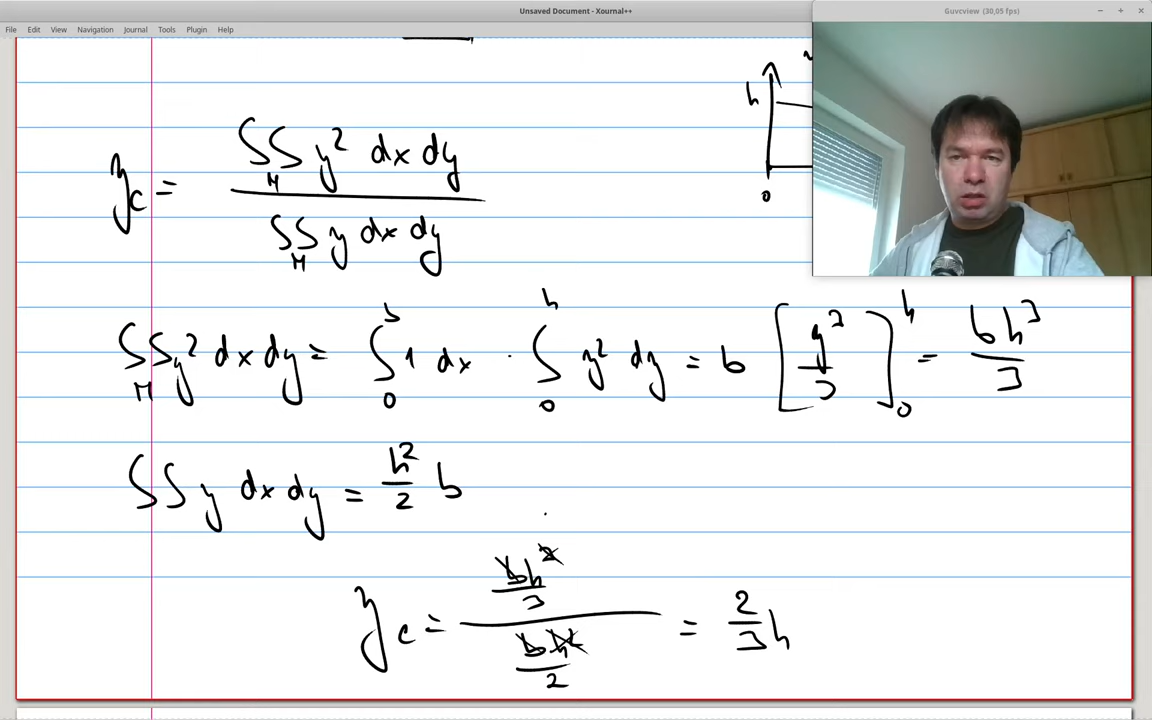 Unsaved Document - Xournal++
Guvcview (30,05 fps)
File Edit View Navigation Journal Tools Plugin Help
h
0
y_c = ∫∫_M y² dx dy / ∫∫_M y dx dy
∫∫_M y² dx dy = ∫_0^b 1 dx · ∫_0^h y² dy = b [y³/3]_0^h = bh³/3
∫∫ y dx dy = h²/2 b
y_c = (bh³/3) / (bh²/2) = 2/3 h